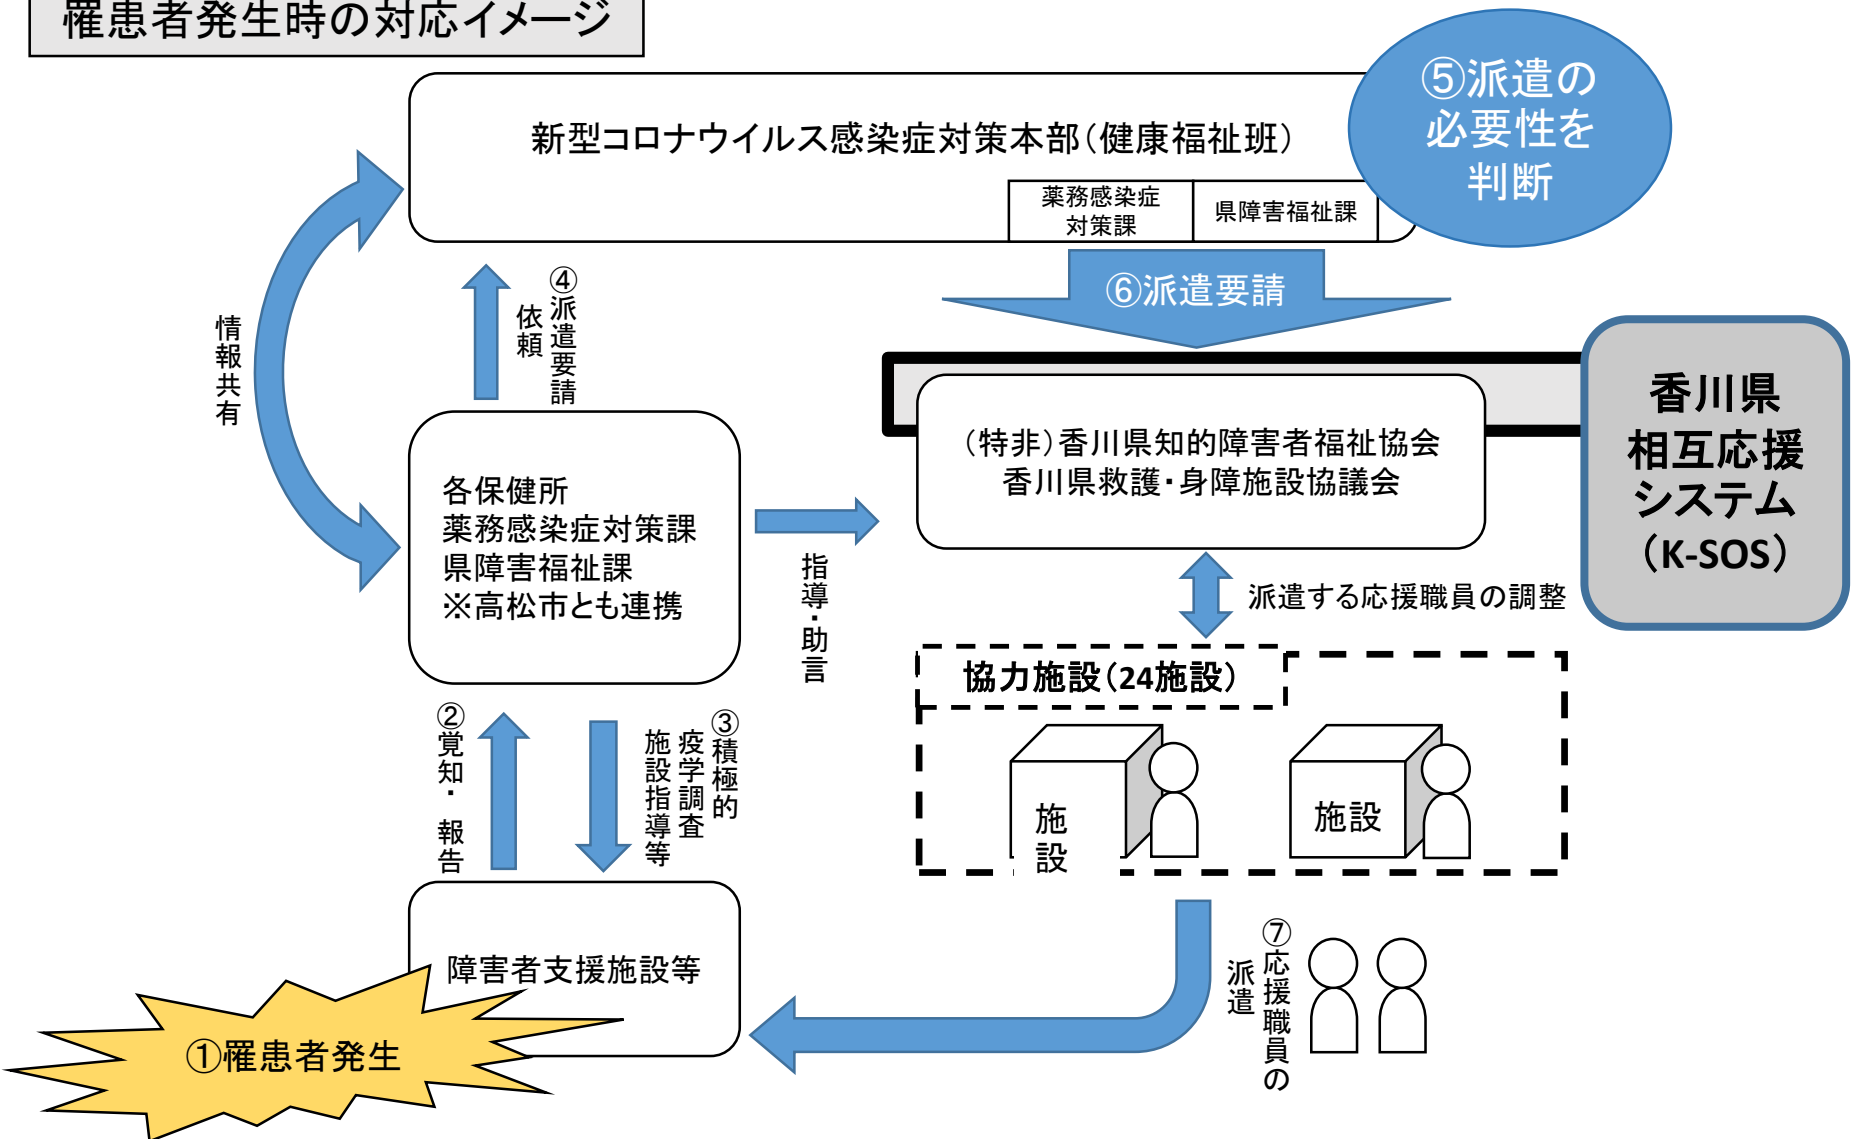 罹患者発生時の対応イメージ
新型コロナウイルス感染症対策本部（健康福祉班）
薬務感染症
対策課
県障害福祉課
⑤派遣の
必要性を
判断
⑥派遣要請
④派遣要請
依頼
情報共有
香川県
相互応援
システム
（K-SOS）
（特非）香川県知的障害者福祉協会
香川県救護・身障施設協議会
各保健所
薬務感染症対策課
県障害福祉課
※高松市とも連携
指導・助言
派遣する応援職員の調整
協力施設（24施設）
施
設
施設
②覚知・報告
③積極的
疫学調査
施設指導等
障害者支援施設等
①罹患者発生
⑦応援職員の
派遣